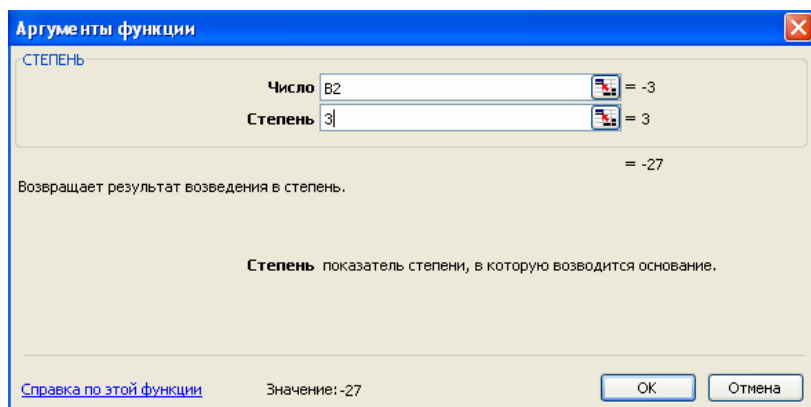 Аргументы функции
СТЕПЕНЬ
Число B2 = -3
Степень 3 = 3
= -27
Возвращает результат возведения в степень.
Степень показатель степени, в которую возводится основание.
Справка по этой функции Значение:-27 ОК Отмена